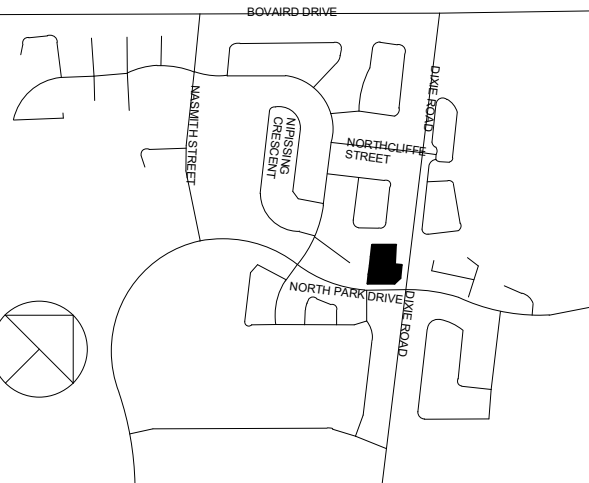 BOVAIRD DRIVE
DIXIE ROAD
NASMITH STREET
NIPISSING
CRESCENT
NORTHCLIFFE
STREET
NORTH PARK DRIVE
DIXIE ROAD